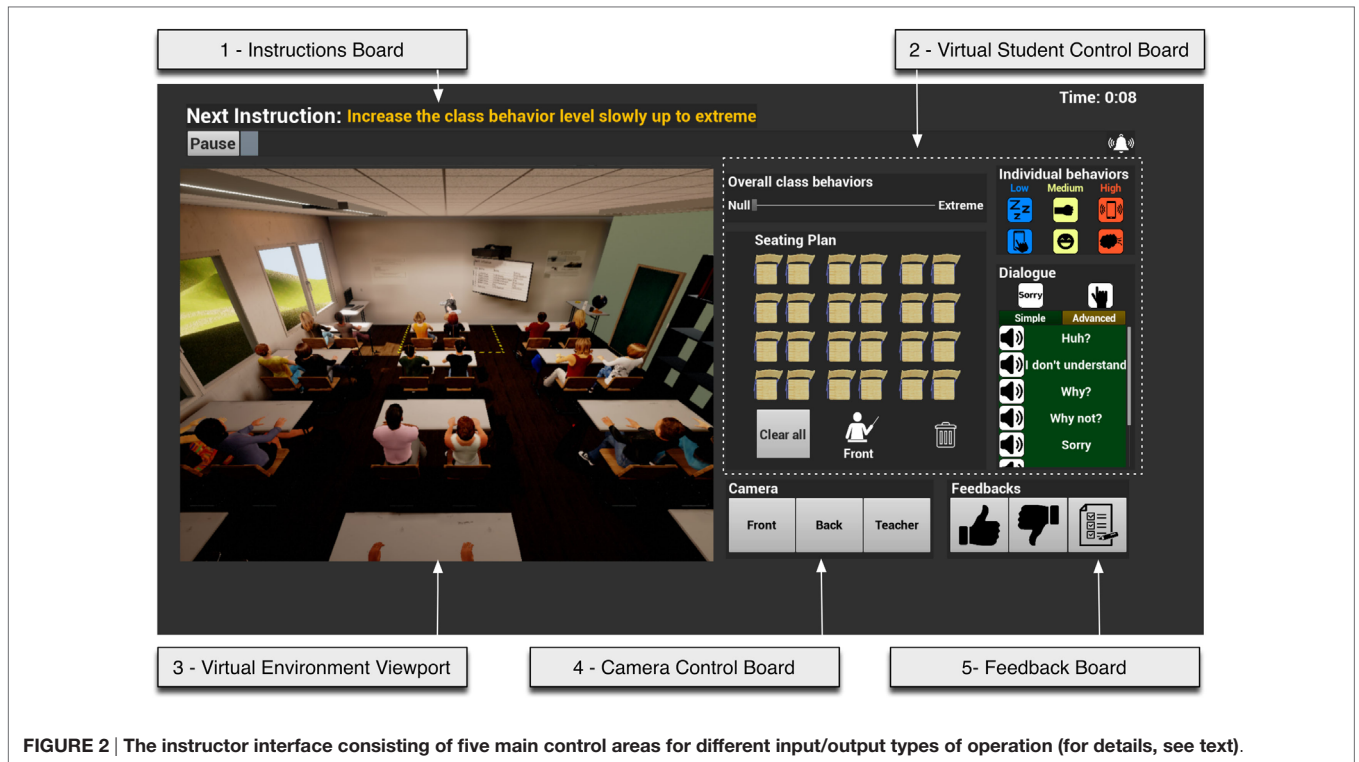 1 - Instructions Board
2 - Virtual Student Control Board
Time: 0:08
Next Instruction: Increase the class behavior level slowly up to extreme
Pause
Overall class behaviors
Null
Extreme
Individual behaviors
Low
Medium
High
Z Z Z
Seating Plan
Dialogue
Sorry
Simple
Advanced
Huh?
I don't understand
Why?
Why not?
Sorry
Clear all
Front
Camera
Front
Back
Teacher
Feedbacks
3 - Virtual Environment Viewport
4 - Camera Control Board
5- Feedback Board
FIGURE 2 | The instructor interface consisting of five main control areas for different input/output types of operation (for details, see text).